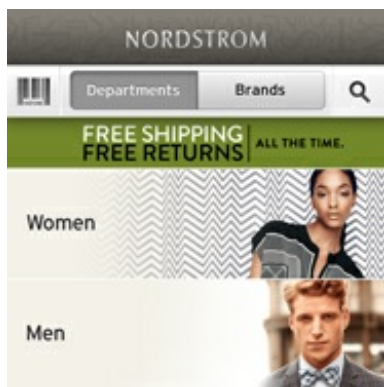 NORDSTROM
Departments Brands
FREE SHIPPING
FREE RETURNS
ALL THE TIME.
Women
Men